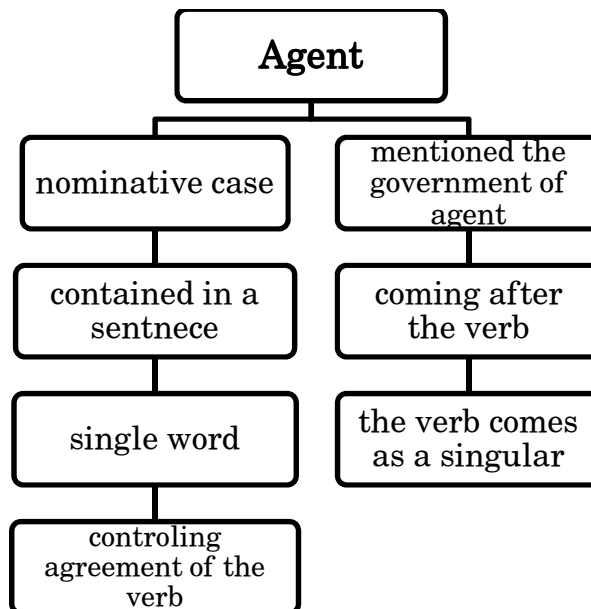 Agent
nominative case
mentioned the
government of
agent
contained in a
sentnece
coming after
the verb
single word
the verb comes
as a singular
controling
agreement of the
verb